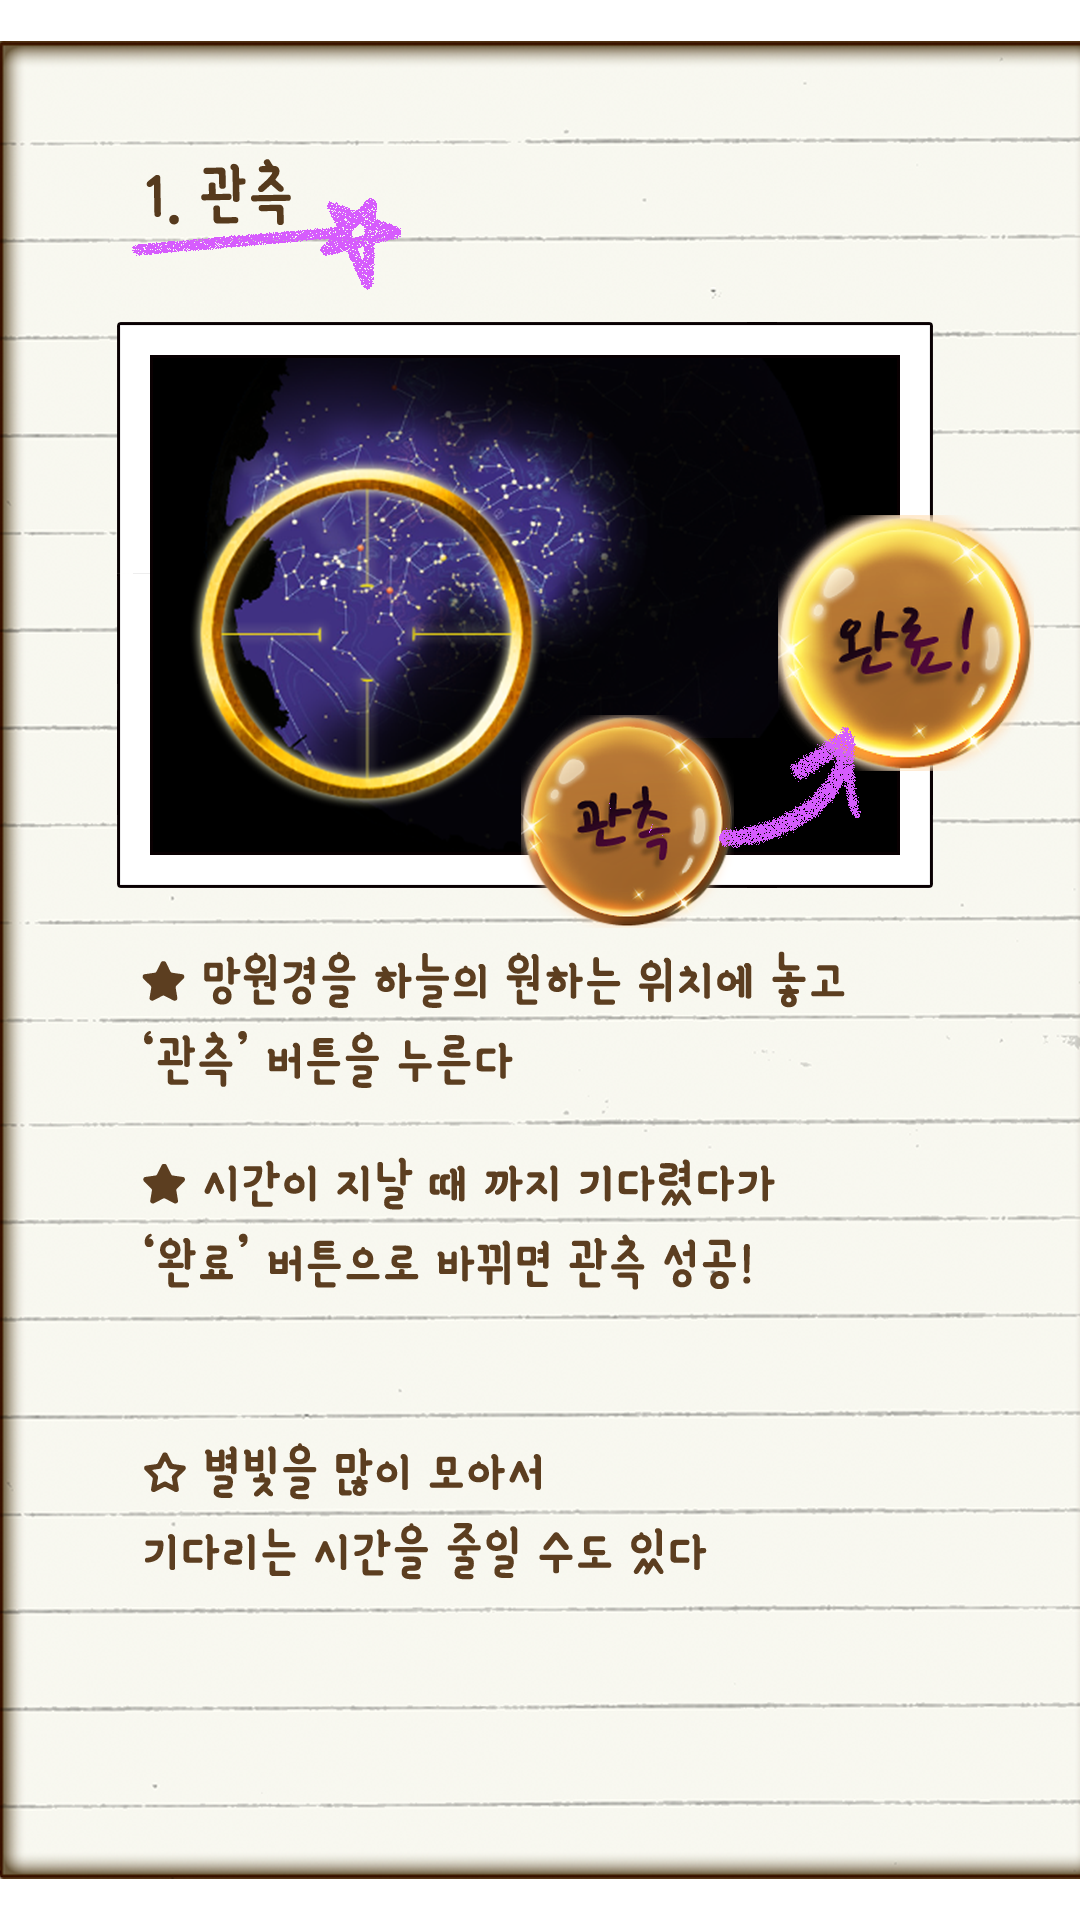 1. 관측
완료!
관측
★ 망원경을 하늘의 원하는 위치에 놓고
‘관측’ 버튼을 누른다
★ 시간이 지날 때 까지 기다렸다가
‘완료’ 버튼으로 바뀌면 관측 성공!
☆ 별빛을 많이 모아서
기다리는 시간을 줄일 수도 있다